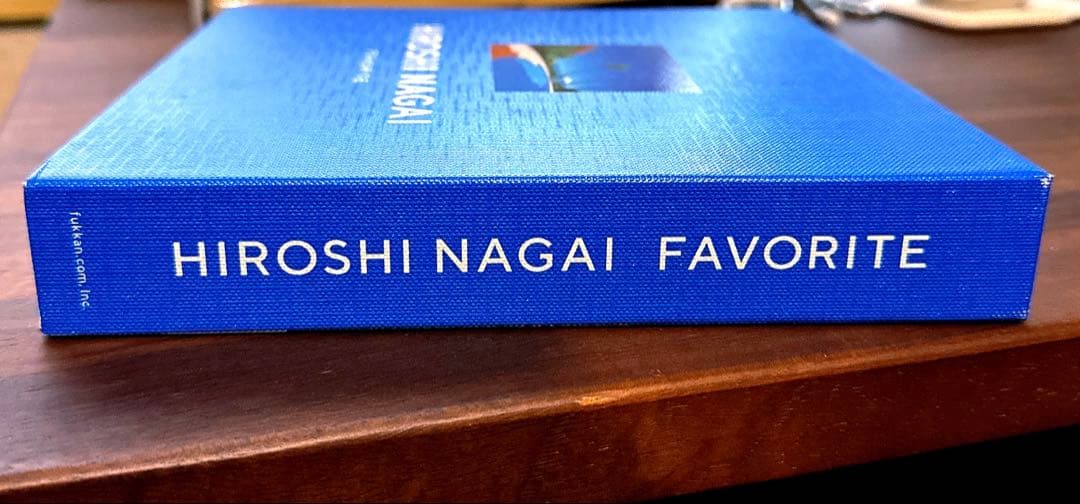 HIROSHI NAGAI
HIROSHI NAGAI FAVORITE
fukkan.com, Inc.